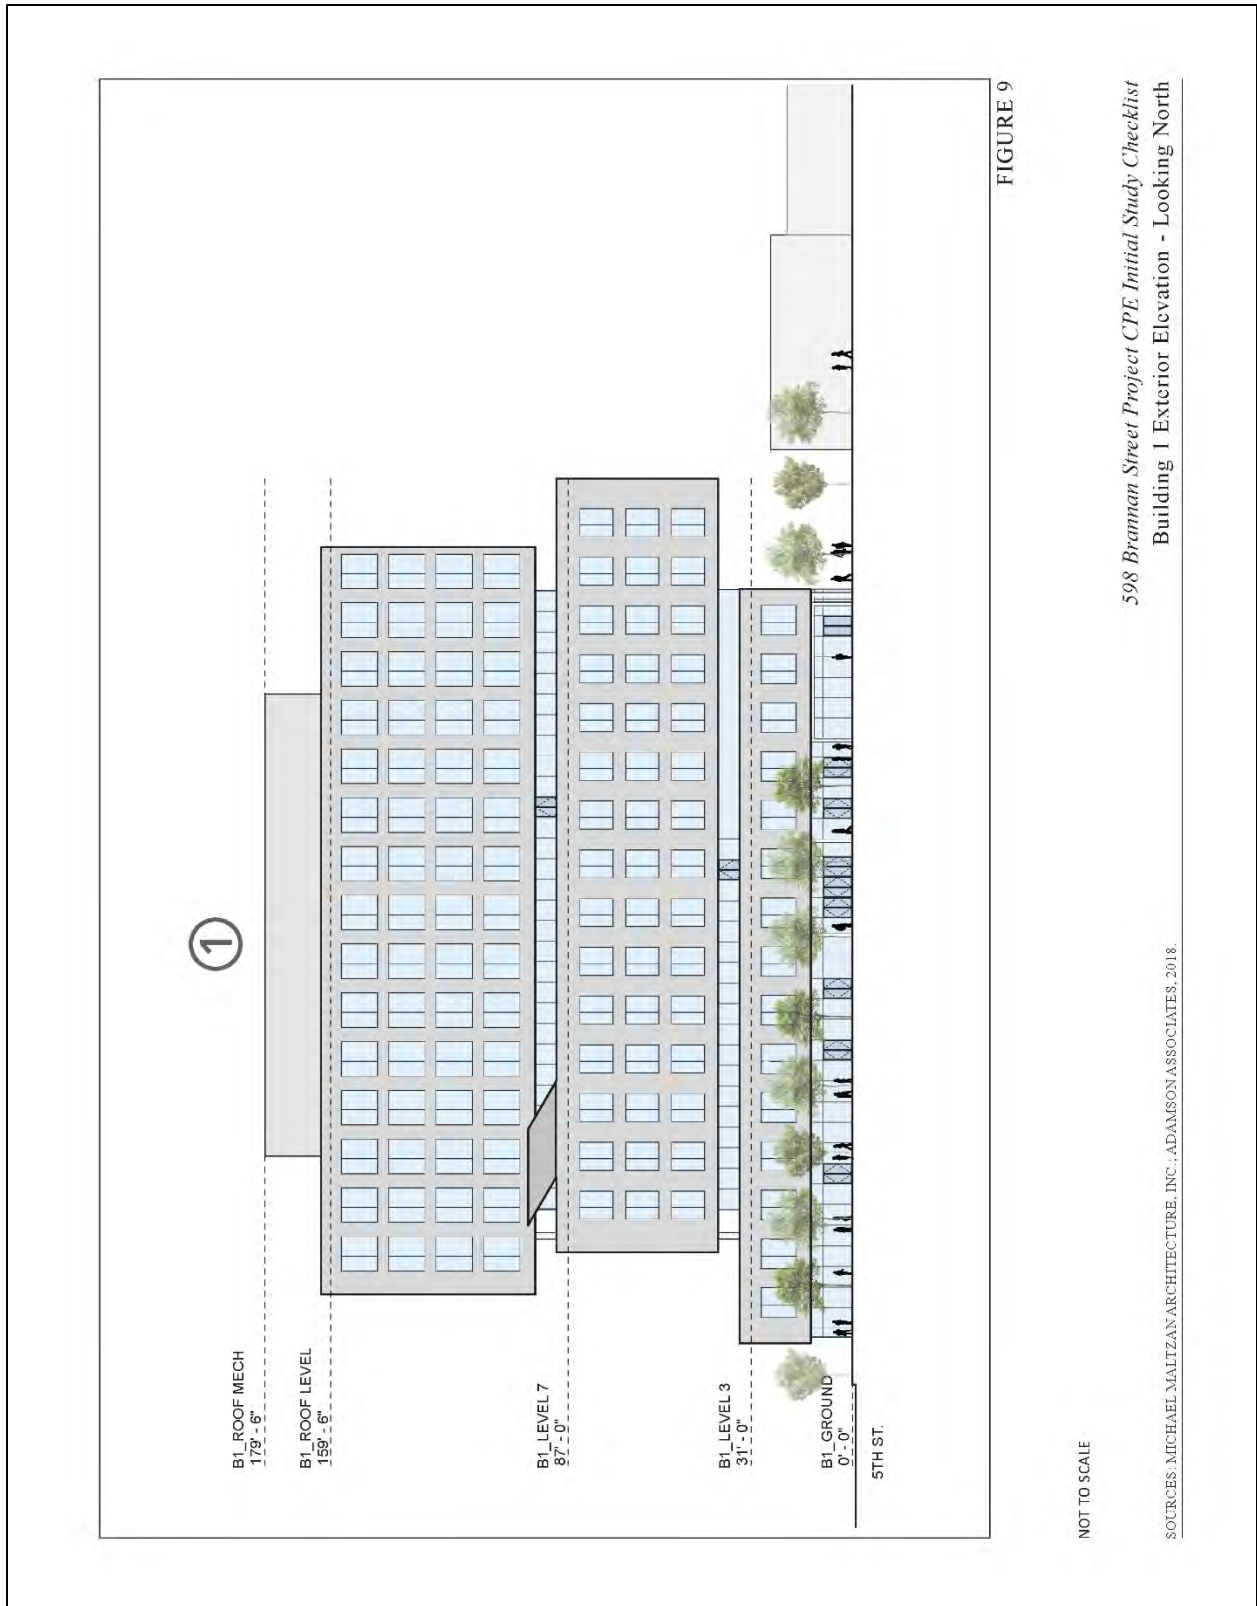 ①
B1_ROOF MECH
179' - 6"
B1_ROOF LEVEL
159' - 6"
B1_LEVEL 7
87' - 0"
B1_LEVEL 3
31' - 0"
B1_GROUND
0' - 0"
5TH ST.
FIGURE 9
NOT TO SCALE
598 Brannan Street Project CPE Initial Study Checklist
Building 1 Exterior Elevation - Looking North
SOURCES: MICHAEL MALTZAN ARCHITECTURE, INC.; ADAMSON ASSOCIATES, 2018.